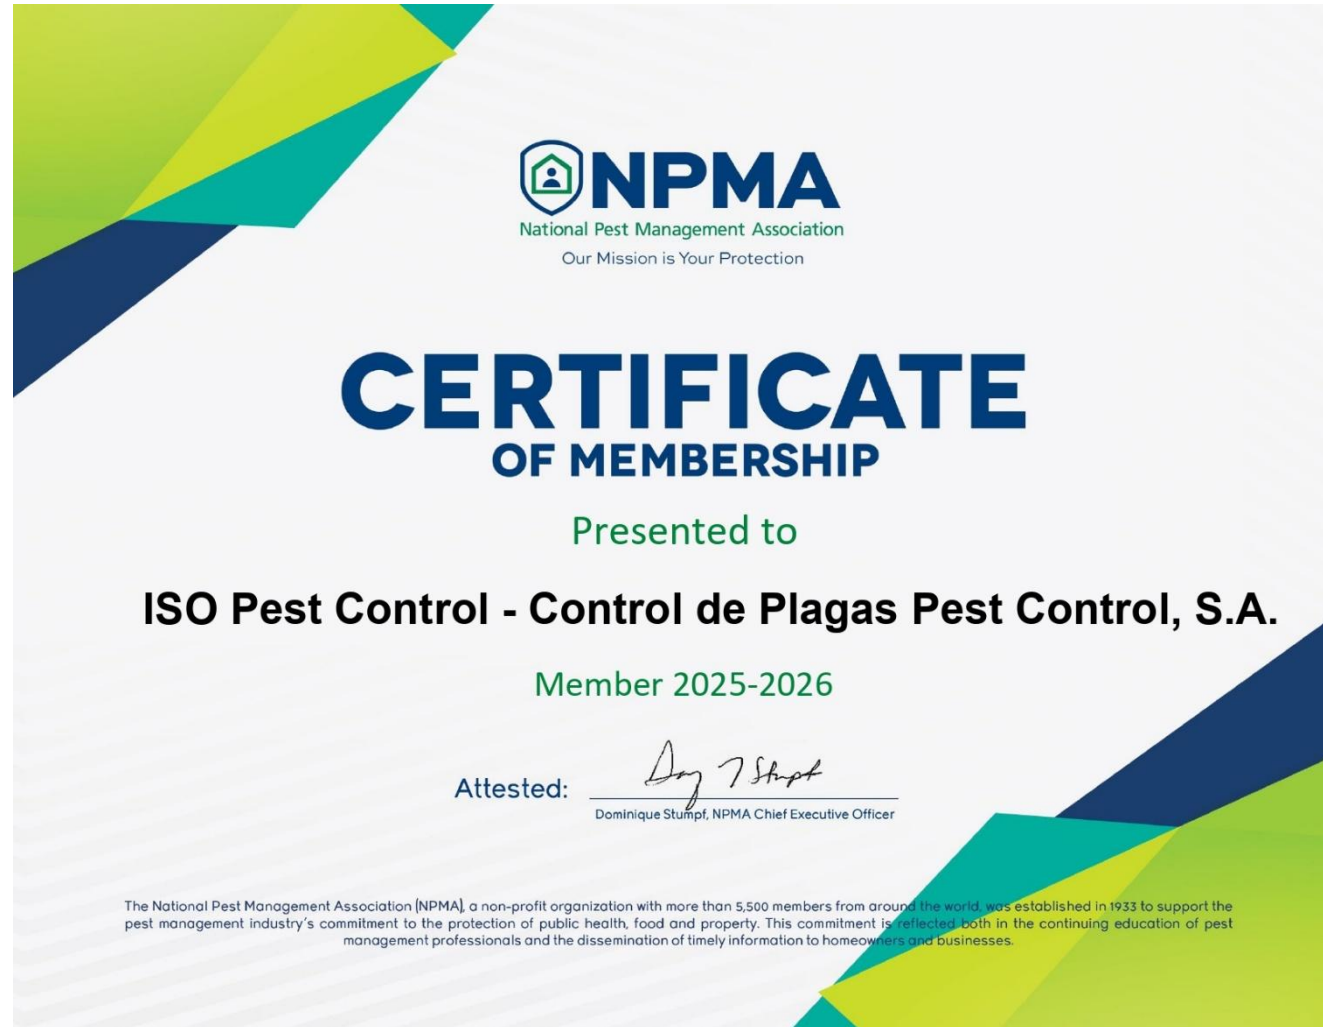 NPMA
National Pest Management Association
Our Mission is Your Protection
CERTIFICATE
OF MEMBERSHIP
Presented to
ISO Pest Control - Control de Plagas Pest Control, S.A.
Member 2025-2026
Attested:
Dominique Stumpf, NPMA Chief Executive Officer
The National Pest Management Association (NPMA), a non-profit organization with more than 5,500 members from around the world, was established in 1933 to support the
pest management industry's commitment to the protection of public health, food and property. This commitment is reflected both in the continuing education of pest
management professionals and the dissemination of timely information to homeowners and businesses.